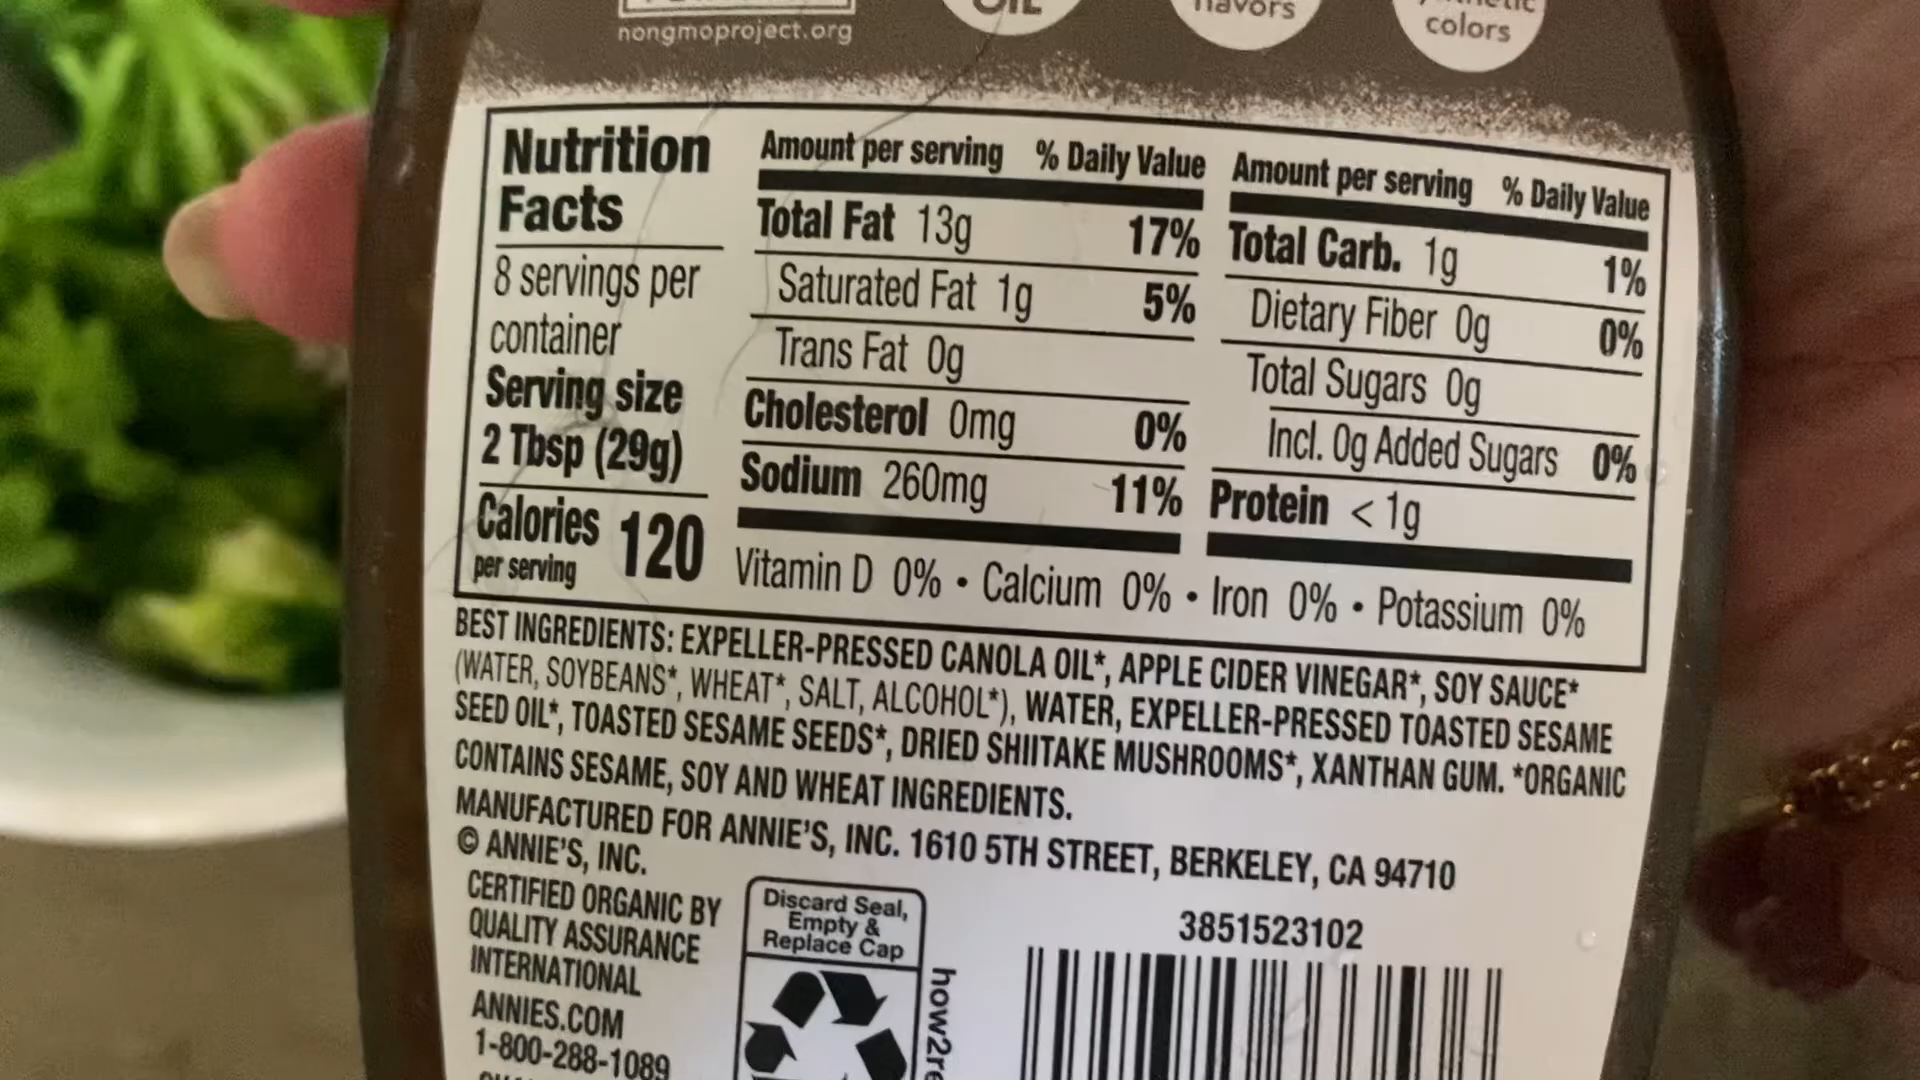 nongmoproject.org
OIL
flavors
colors
Nutrition
Facts
8 servings per
container
Serving size
2 Tbsp (29g)
Calories 120
per serving
Amount per serving % Daily Value
Total Fat 13g 17%
Saturated Fat 1g 5%
Trans Fat 0g
Cholesterol 0mg 0%
Sodium 260mg 11%
Amount per serving % Daily Value
Total Carb. 1g 1%
Dietary Fiber 0g 0%
Total Sugars 0g
Incl. 0g Added Sugars 0%
Protein < 1g
Vitamin D 0% • Calcium 0% • Iron 0% • Potassium 0%
BEST INGREDIENTS: EXPELLER-PRESSED CANOLA OIL*, APPLE CIDER VINEGAR*, SOY SAUCE*
(WATER, SOYBEANS*, WHEAT*, SALT, ALCOHOL*), WATER, EXPELLER-PRESSED TOASTED SESAME
SEED OIL*, TOASTED SESAME SEEDS*, DRIED SHIITAKE MUSHROOMS*, XANTHAN GUM. *ORGANIC
CONTAINS SESAME, SOY AND WHEAT INGREDIENTS.
MANUFACTURED FOR ANNIE'S, INC. 1610 5TH STREET, BERKELEY, CA 94710
© ANNIE'S, INC.
CERTIFIED ORGANIC BY
QUALITY ASSURANCE
INTERNATIONAL
ANNIES.COM
1-800-288-1089
Discard Seal,
Empty &
Replace Cap
how2re
3851523102